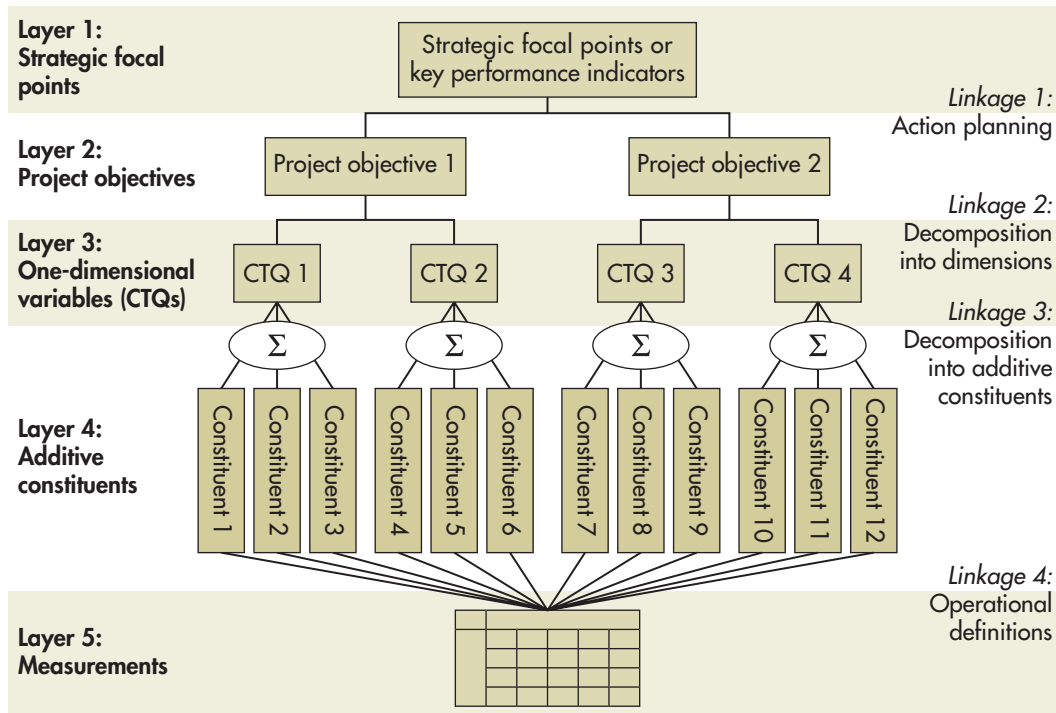 Layer 1:
Strategic focal
points
Strategic focal points or
key performance indicators
Linkage 1:
Action planning
Layer 2:
Project objectives
Project objective 1
Project objective 2
Linkage 2:
Decomposition
into dimensions
Layer 3:
One-dimensional
variables (CTQs)
CTQ 1
CTQ 2
CTQ 3
CTQ 4
Linkage 3:
Decomposition
into additive
constituents
Σ
Σ
Σ
Σ
Layer 4:
Additive
constituents
Constituent 1
Constituent 2
Constituent 3
Constituent 4
Constituent 5
Constituent 6
Constituent 7
Constituent 8
Constituent 9
Constituent 10
Constituent 11
Constituent 12
Linkage 4:
Operational
definitions
Layer 5:
Measurements